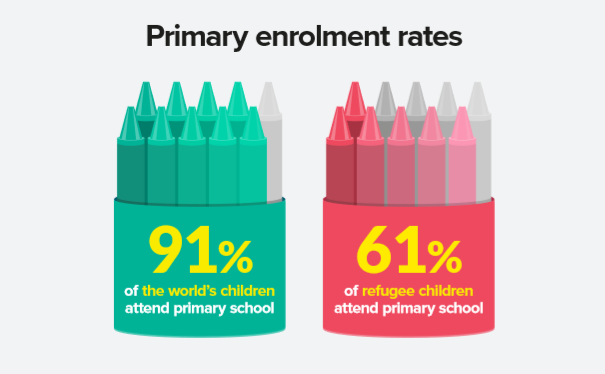 Primary enrolment rates
91%
of the world's children
attend primary school
61%
of refugee children
attend primary school